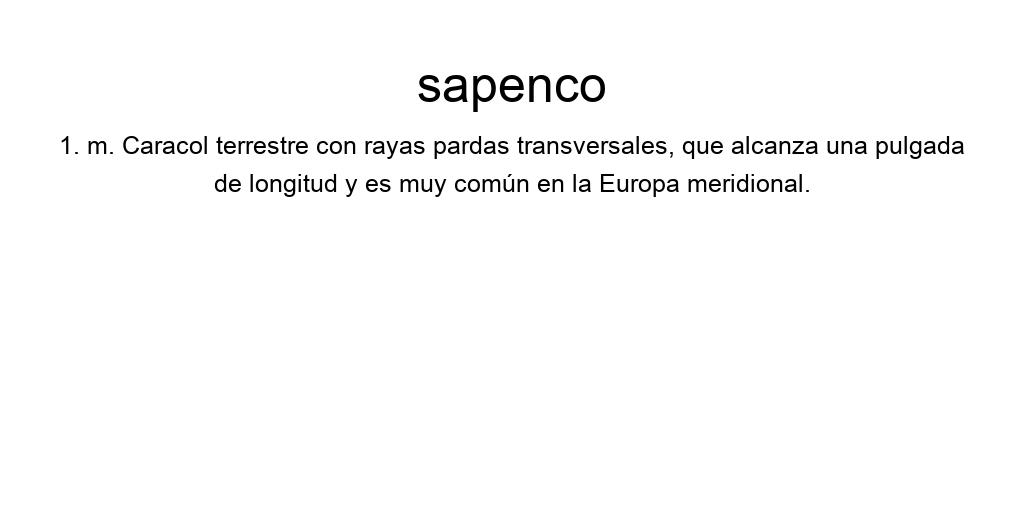 sapenco
1. m. Caracol terrestre con rayas pardas transversales, que alcanza una pulgada
de longitud y es muy común en la Europa meridional.